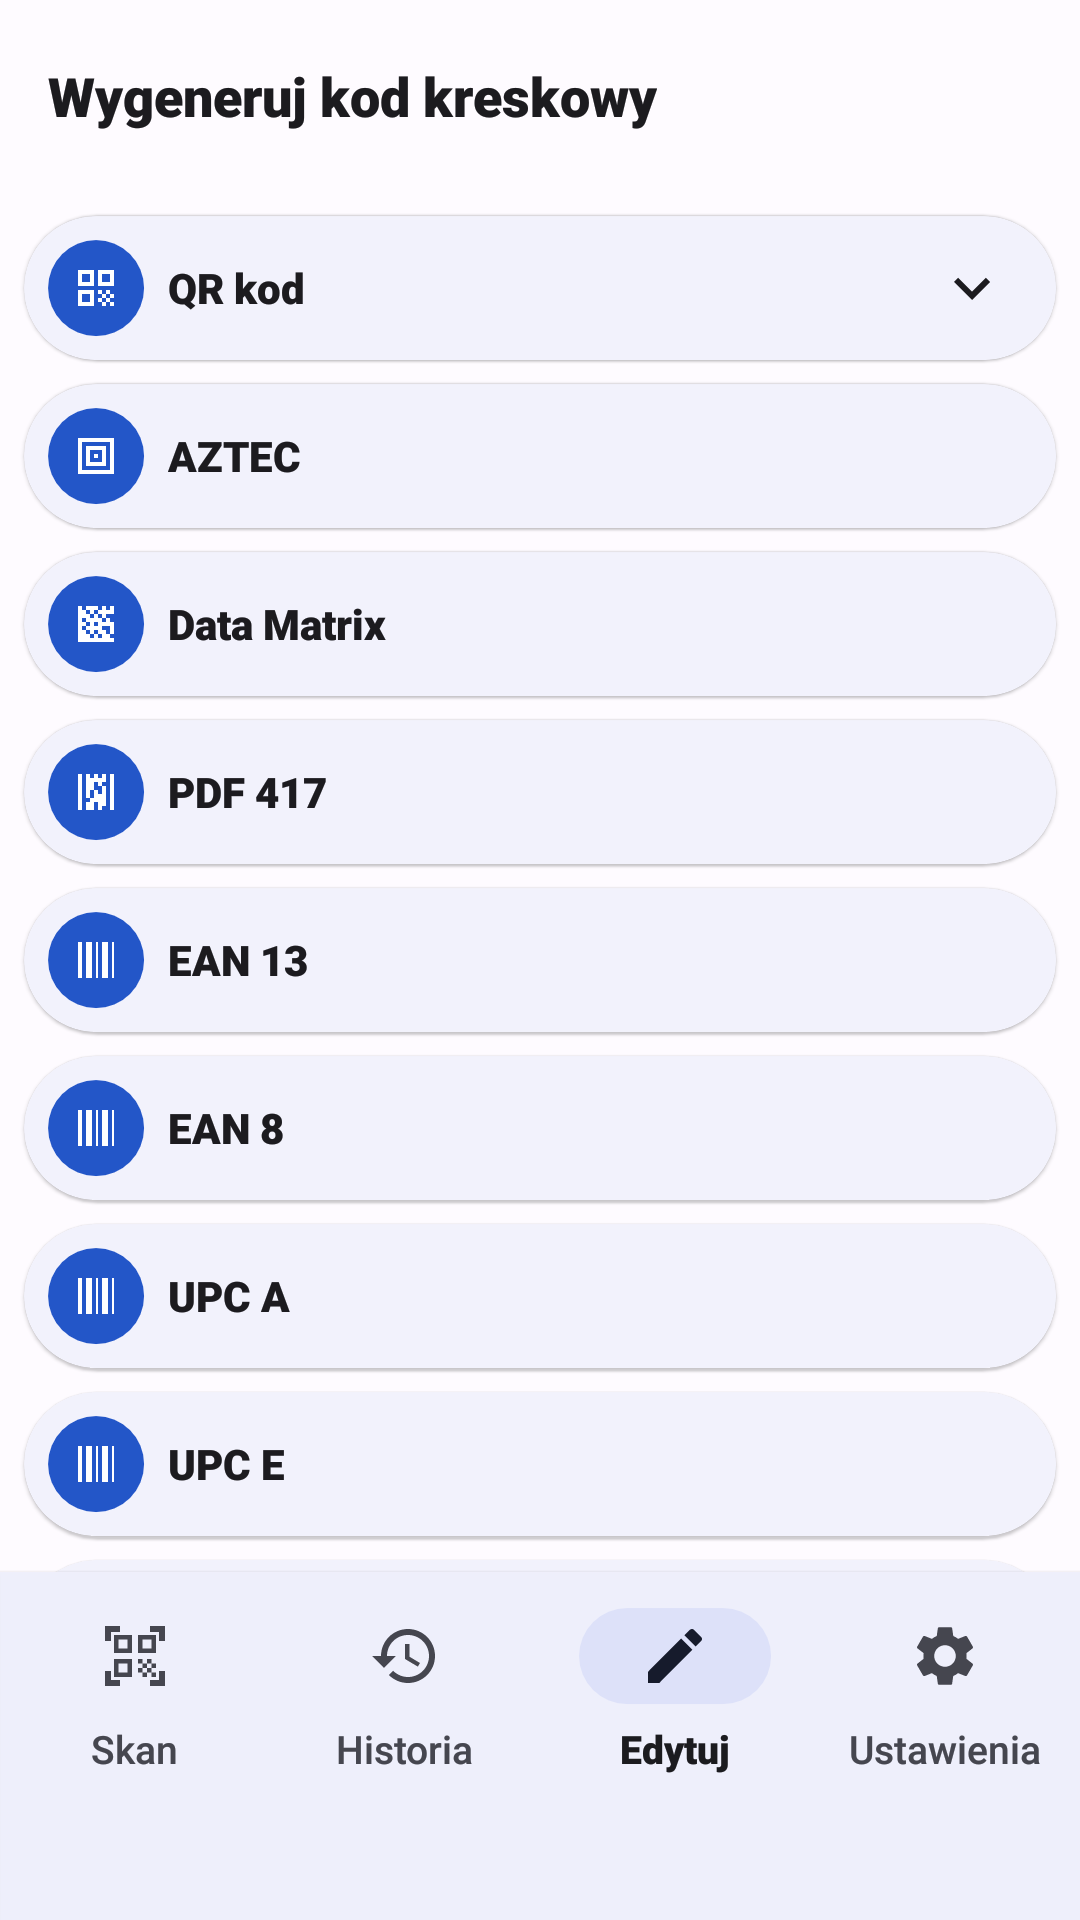 Wygeneruj kod kreskowy
QR kod
AZTEC
Data Matrix
PDF 417
EAN 13
EAN 8
UPC A
UPC E
Skan
Historia
Edytuj
Ustawienia